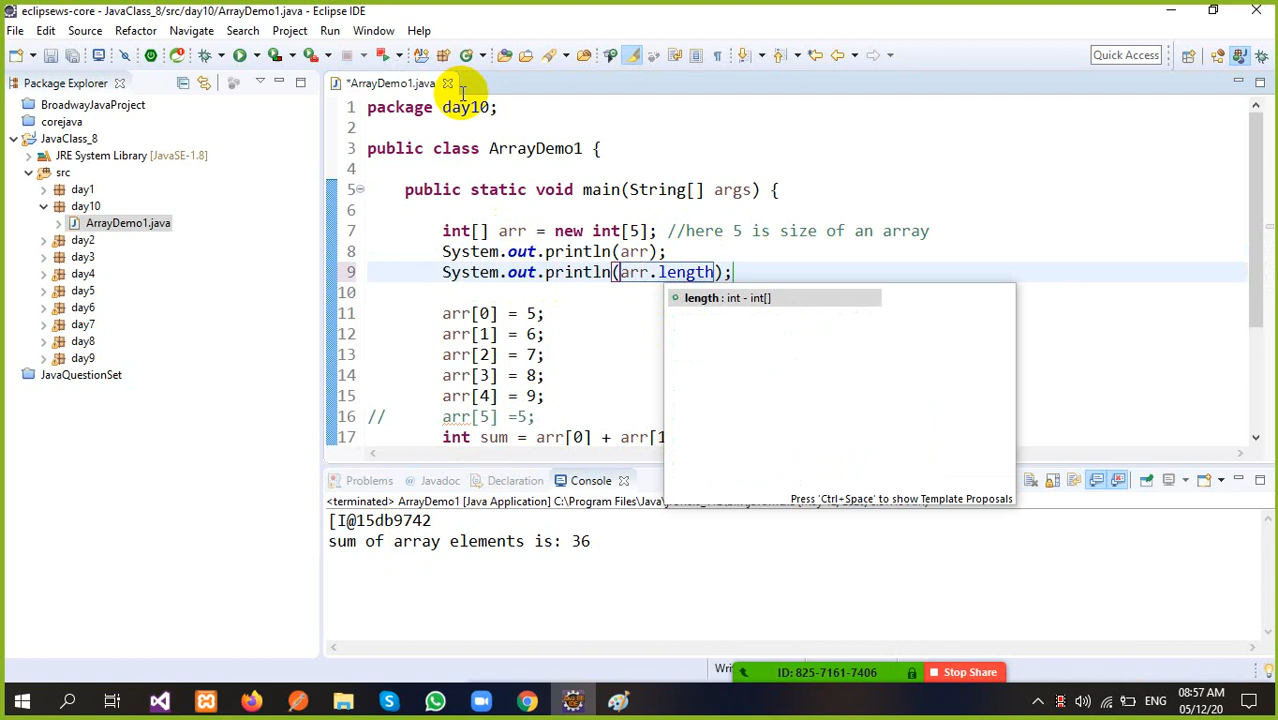 eclipsews-core - JavaClass_8/src/day10/ArrayDemo1.java - Eclipse IDE
File Edit Source Refactor Navigate Search Project Run Window Help
Quick Access
Package Explorer
*ArrayDemo1.java
BroadwayJavaProject
corejava
JavaClass_8
JRE System Library [JavaSE-1.8]
src
day1
day10
ArrayDemo1.java
day2
day3
day4
day5
day6
day7
day8
day9
JavaQuestionSet
1 package day10;
2
3 public class ArrayDemo1 {
4
5 public static void main(String[] args) {
6
7 int[] arr = new int[5]; //here 5 is size of an array
8 System.out.println(arr);
9 System.out.println(arr.length);
10
11 arr[0] = 5;
12 arr[1] = 6;
13 arr[2] = 7;
14 arr[3] = 8;
15 arr[4] = 9;
16 // arr[5] =5;
17 int sum = arr[0] + arr[1
length : int - int[]
Press 'Ctrl+Space' to show Template Proposals
Problems Javadoc Declaration Console
<terminated> ArrayDemo1 [Java Application] C:\Program Files\Java\
[I@15db9742
sum of array elements is: 36
ID: 825-7161-7406 Stop Share
ENG
08:57 AM
05/12/20